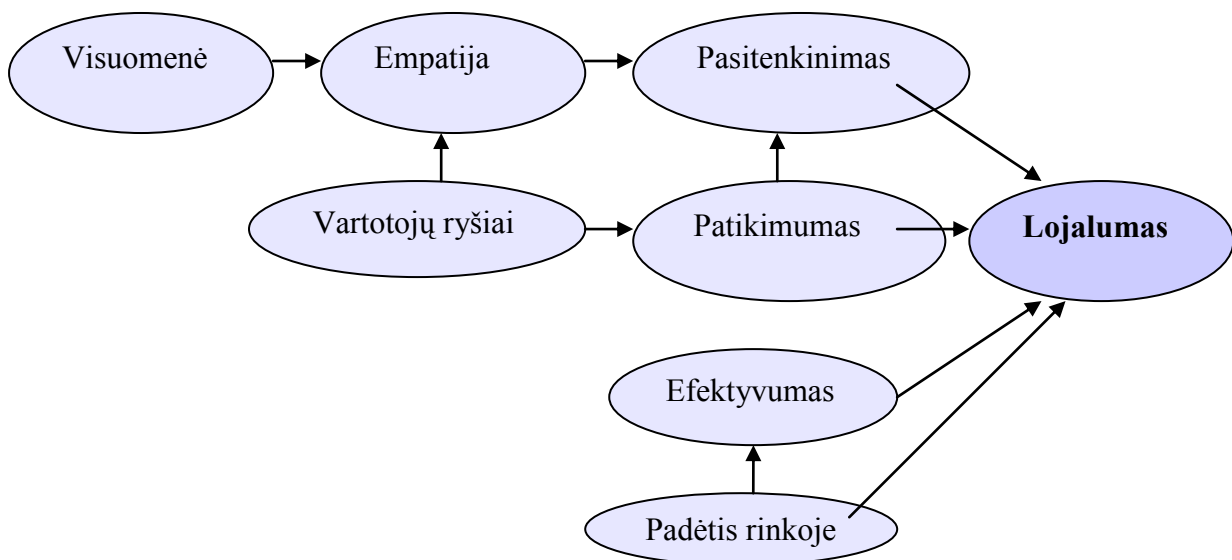 Visuomenė
Empatija
Pasitenkinimas
Vartotojų ryšiai
Patikimumas
Lojalumas
Efektyvumas
Padėtis rinkoje